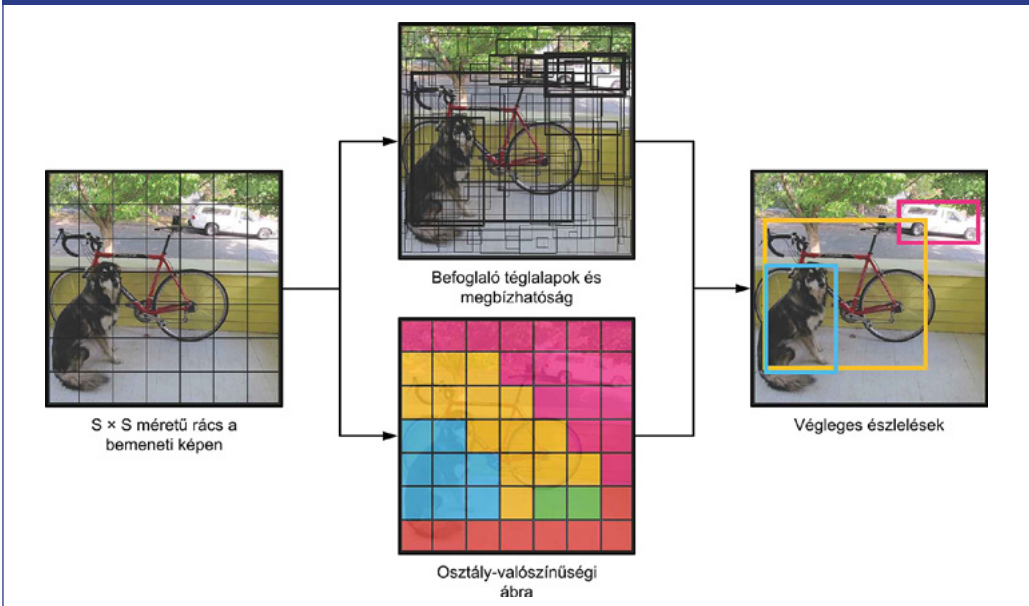 S × S méretű rács a
bemeneti képen
Befoglaló téglalapok és
megbízhatóság
Osztály-valószínűségi
ábra
Végleges észlelések